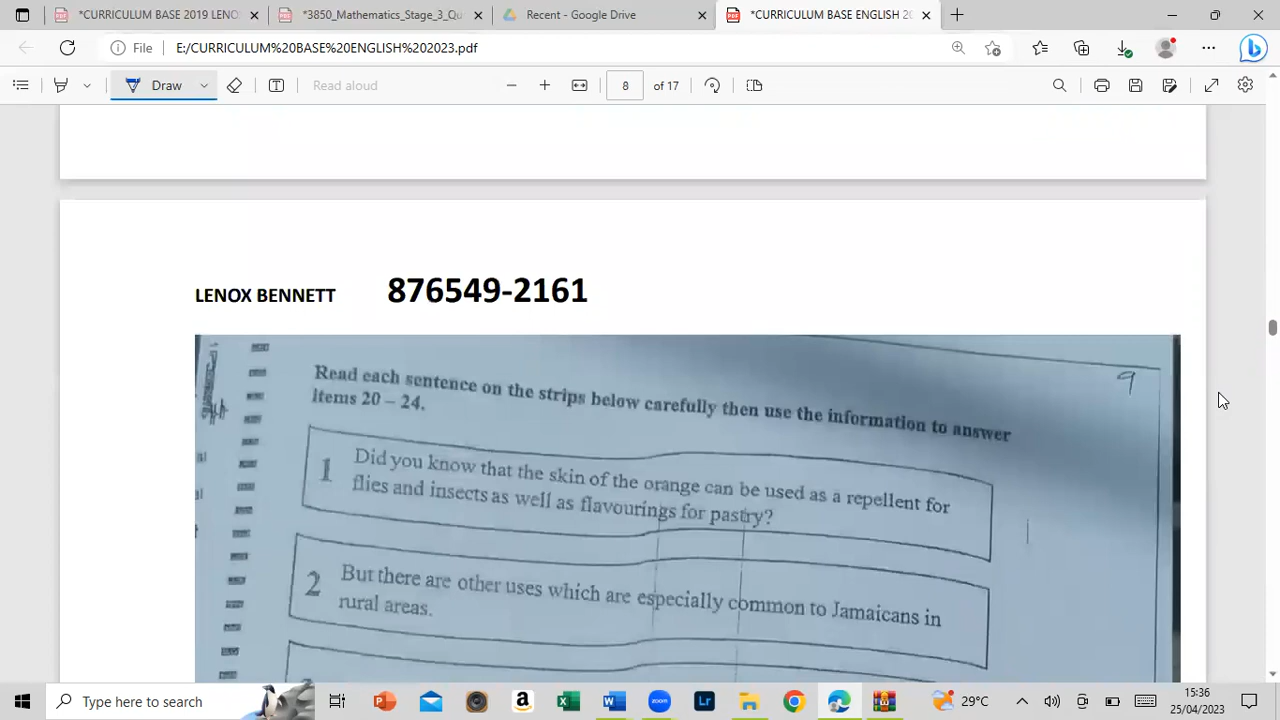 *CURRICULUM BASE 2019 LENO
*3850_Mathematics_Stage_3_Qu
Recent - Google Drive
*CURRICULUM BASE ENGLISH 20
File E:/CURRICULUM%20BASE%20ENGLISH%202023.pdf
Draw
Read aloud
8 of 17
LENOX BENNETT 876549-2161
9
Read each sentence on the strips below carefully then use the information to answer
Items 20 – 24.
1 Did you know that the skin of the orange can be used as a repellent for
flies and insects as well as flavourings for pastry?
2 But there are other uses which are especially common to Jamaicans in
rural areas.
Type here to search
zoom
Lr
29°C
15:36
25/04/2023